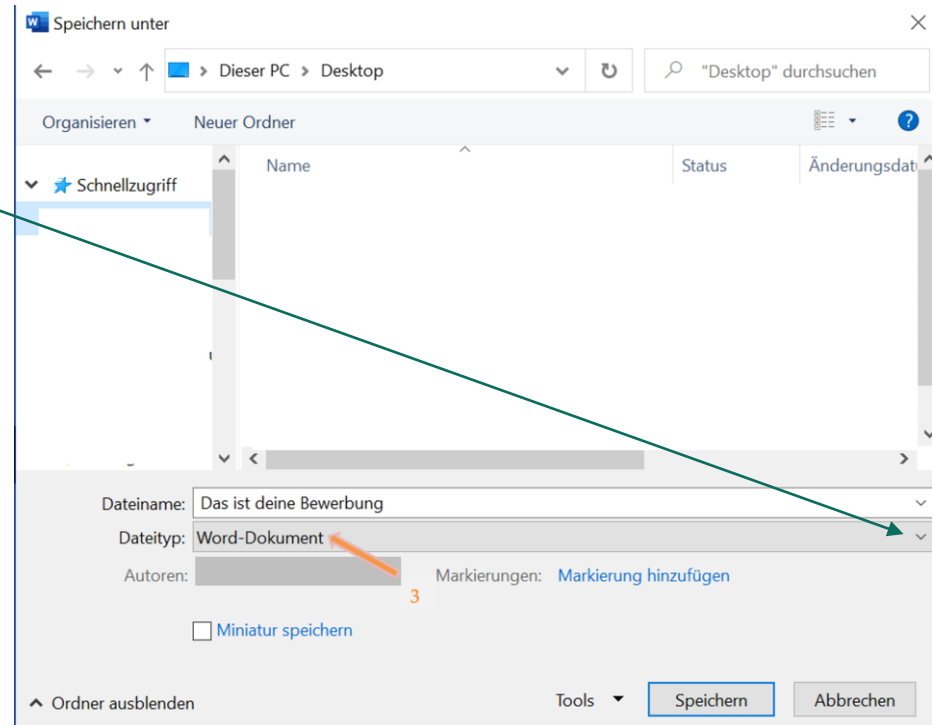 W Speichern unter
Dieser PC > Desktop
"Desktop" durchsuchen
Organisieren Neuer Ordner
?
Name Status Änderungsdat
Schnellzugriff
Dateiname: Das ist deine Bewerbung
Dateityp: Word-Dokument
Autoren: Markierungen: Markierung hinzufügen
3
Miniatur speichern
Ordner ausblenden Tools Speichern Abbrechen